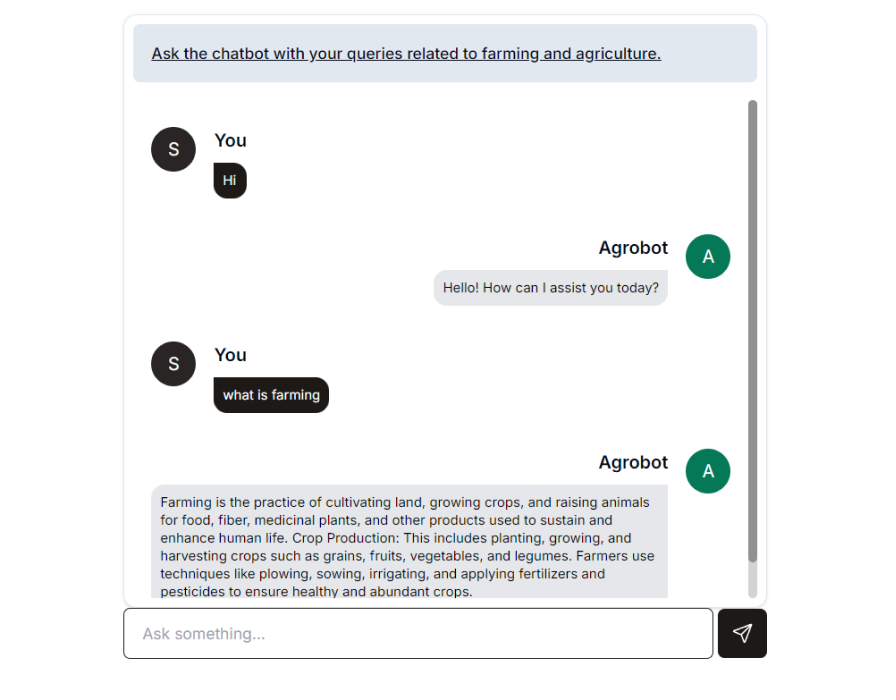 Ask the chatbot with your queries related to farming and agriculture.
S
You
Hi
Agrobot
A
Hello! How can I assist you today?
S
You
what is farming
Agrobot
A
Farming is the practice of cultivating land, growing crops, and raising animals
for food, fiber, medicinal plants, and other products used to sustain and
enhance human life. Crop Production: This includes planting, growing, and
harvesting crops such as grains, fruits, vegetables, and legumes. Farmers use
techniques like plowing, sowing, irrigating, and applying fertilizers and
pesticides to ensure healthy and abundant crops.
Ask something...